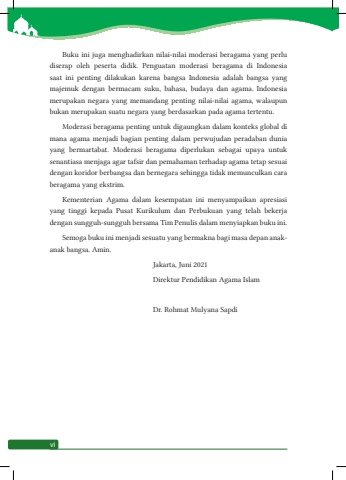 Buku ini juga menghadirkan nilai-nilai moderasi beragama yang perlu
diserap oleh peserta didik. Penguatan moderasi beragama di Indonesia
saat ini penting dilakukan karena bangsa Indonesia adalah bangsa yang
majemuk dengan bermacam suku, bahasa, budaya dan agama. Indonesia
merupakan negara yang memandang penting nilai-nilai agama, walaupun
bukan merupakan suatu negara yang berdasarkan pada agama tertentu.
Moderasi beragama penting untuk digaungkan dalam konteks global di
mana agama menjadi bagian penting dalam perwujudan peradaban dunia
yang bermartabat. Moderasi beragama diperlukan sebagai upaya untuk
senantiasa menjaga agar tafsir dan pemahaman terhadap agama tetap sesuai
dengan koridor berbangsa dan bernegara sehingga tidak memunculkan cara
beragama yang ekstrim.
Kementerian Agama dalam kesempatan ini menyampaikan apresiasi
yang tinggi kepada Pusat Kurikulum dan Perbukuan yang telah bekerja
dengan sungguh-sungguh bersama Tim Penulis dalam menyiapkan buku ini.
Semoga buku ini menjadi sesuatu yang bermakna bagi masa depan anak-
anak bangsa. Amin.
Jakarta, Juni 2021
Direktur Pendidikan Agama Islam
Dr. Rohmat Mulyana Sapdi
vi